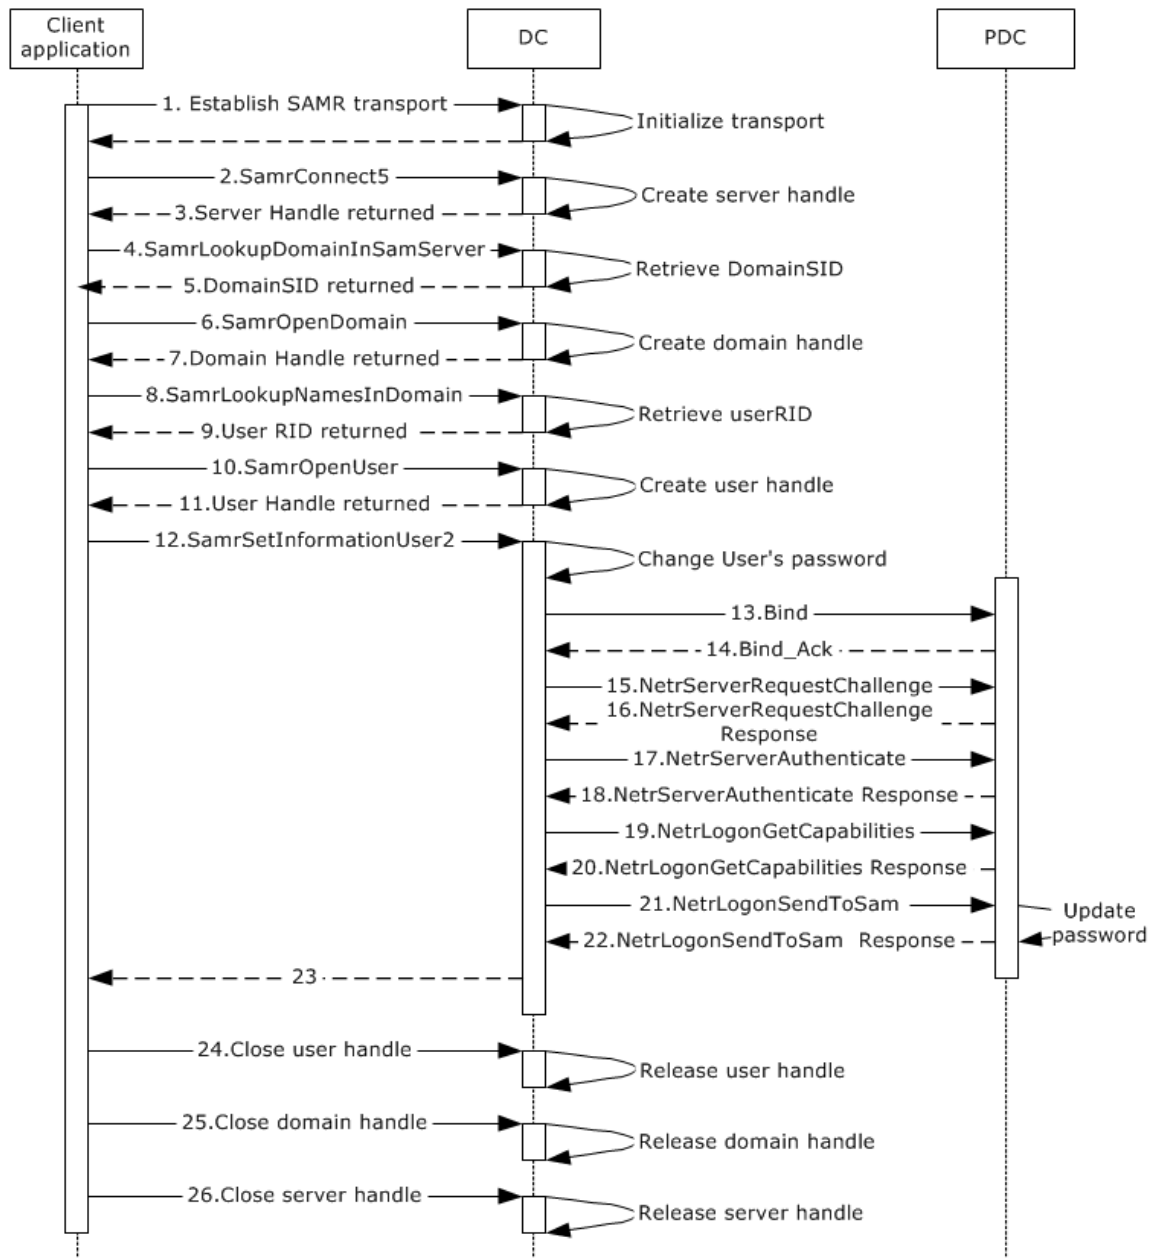 Client
application
DC
PDC
1. Establish SAMR transport
Initialize transport
2.SamrConnect5
Create server handle
3.Server Handle returned
4.SamrLookupDomainInSamServer
Retrieve DomainSID
5.DomainSID returned
6.SamrOpenDomain
Create domain handle
7.Domain Handle returned
8.SamrLookupNamesInDomain
Retrieve userRID
9.User RID returned
10.SamrOpenUser
Create user handle
11.User Handle returned
12.SamrSetInformationUser2
Change User's password
13.Bind
14.Bind_Ack
15.NetrServerRequestChallenge
16.NetrServerRequestChallenge
Response
17.NetrServerAuthenticate
18.NetrServerAuthenticate Response
19.NetrLogonGetCapabilities
20.NetrLogonGetCapabilities Response
21.NetrLogonSendToSam
Update
password
22.NetrLogonSendToSam Response
23
24.Close user handle
Release user handle
25.Close domain handle
Release domain handle
26.Close server handle
Release server handle